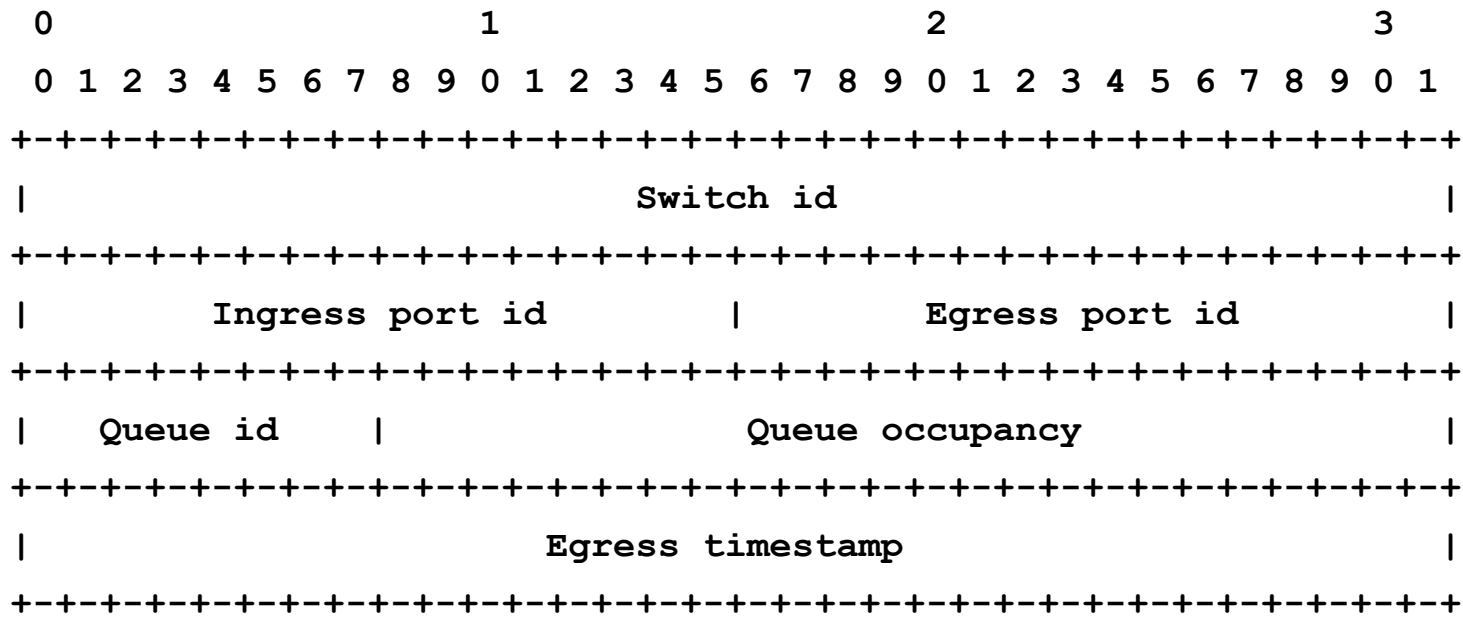 0 1 2 3
0 1 2 3 4 5 6 7 8 9 0 1 2 3 4 5 6 7 8 9 0 1 2 3 4 5 6 7 8 9 0 1
+-+-+-+-+-+-+-+-+-+-+-+-+-+-+-+-+-+-+-+-+-+-+-+-+-+-+-+-+-+-+-+-+
| Switch id |
+-+-+-+-+-+-+-+-+-+-+-+-+-+-+-+-+-+-+-+-+-+-+-+-+-+-+-+-+-+-+-+-+
| Ingress port id | Egress port id |
+-+-+-+-+-+-+-+-+-+-+-+-+-+-+-+-+-+-+-+-+-+-+-+-+-+-+-+-+-+-+-+-+
| Queue id | Queue occupancy |
+-+-+-+-+-+-+-+-+-+-+-+-+-+-+-+-+-+-+-+-+-+-+-+-+-+-+-+-+-+-+-+-+
| Egress timestamp |
+-+-+-+-+-+-+-+-+-+-+-+-+-+-+-+-+-+-+-+-+-+-+-+-+-+-+-+-+-+-+-+-+